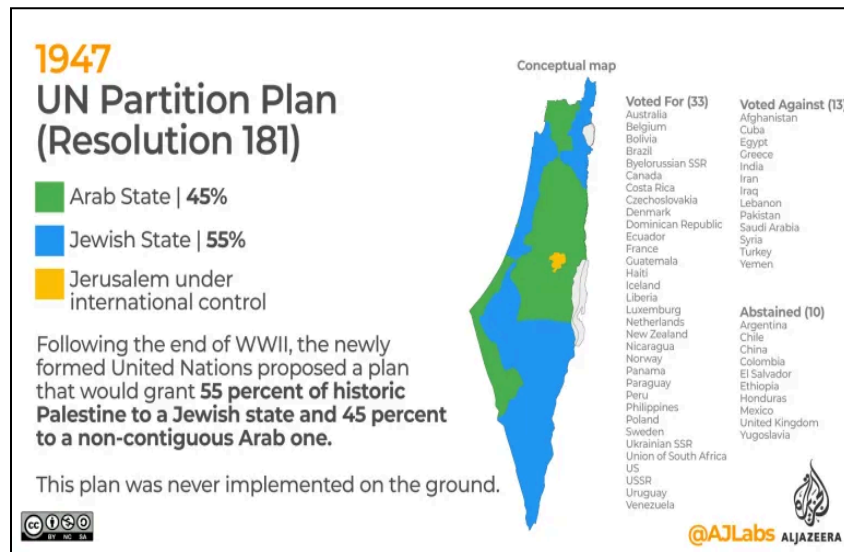 1947
UN Partition Plan
(Resolution 181)
Arab State | 45%
Jewish State | 55%
Jerusalem under
international control
Following the end of WWII, the newly
formed United Nations proposed a plan
that would grant 55 percent of historic
Palestine to a Jewish state and 45 percent
to a non-contiguous Arab one.
This plan was never implemented on the ground.
cc
BY NC SA
Conceptual map
Voted For (33)
Australia
Belgium
Bolivia
Brazil
Byelorussian SSR
Canada
Costa Rica
Czechoslovakia
Denmark
Dominican Republic
Ecuador
France
Guatemala
Haiti
Iceland
Liberia
Luxemburg
Netherlands
New Zealand
Nicaragua
Norway
Panama
Paraguay
Peru
Philippines
Poland
Sweden
Ukrainian SSR
Union of South Africa
US
USSR
Uruguay
Venezuela
Voted Against (13)
Afghanistan
Cuba
Egypt
Greece
India
Iran
Iraq
Lebanon
Pakistan
Saudi Arabia
Syria
Turkey
Yemen
Abstained (10)
Argentina
Chile
China
Colombia
El Salvador
Ethiopia
Honduras
Mexico
United Kingdom
Yugoslavia
@AJLabs
ALJAZEERA